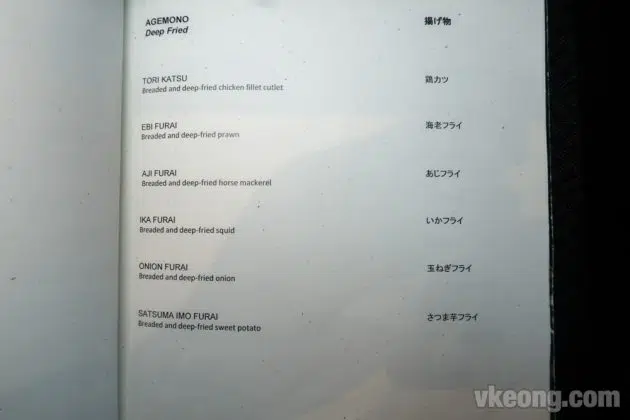 AGEMONO 揚げ物
Deep Fried
TORI KATSU 鶏カツ
Breaded and deep-fried chicken fillet cutlet
EBI FURAI 海老フライ
Breaded and deep-fried prawn
AJI FURAI あじフライ
Breaded and deep-fried horse mackerel
IKA FURAI いかフライ
Breaded and deep-fried squid
ONION FURAI 玉ねぎフライ
Breaded and deep-fried onion
SATSUMA IMO FURAI さつま芋フライ
Breaded and deep-fried sweet potato
vkeong.com